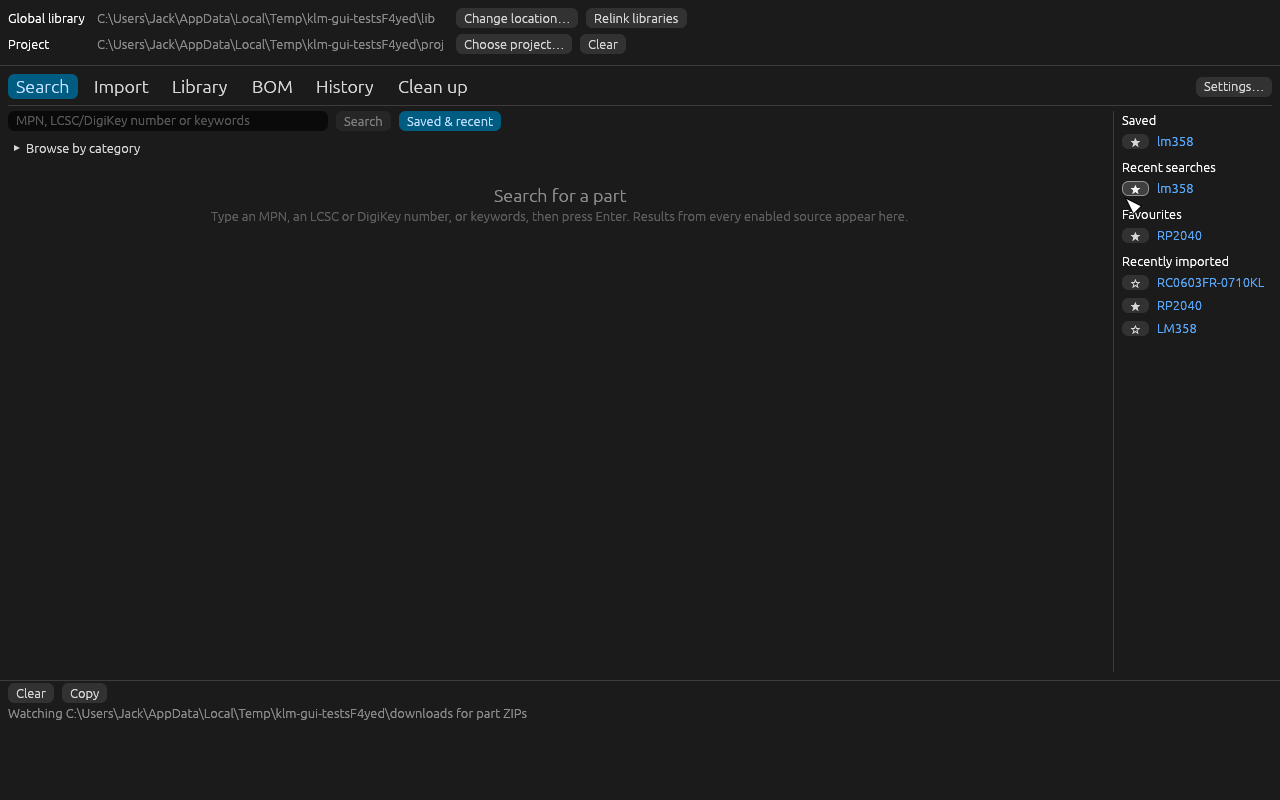 Global library C:\Users\Jack\AppData\Local\Temp\klm-gui-testsF4yed\lib Change location… Relink libraries
Project C:\Users\Jack\AppData\Local\Temp\klm-gui-testsF4yed\proj Choose project… Clear
Search Import Library BOM History Clean up Settings…
MPN, LCSC/DigiKey number or keywords Search Saved & recent
Browse by category
Search for a part
Type an MPN, an LCSC or DigiKey number, or keywords, then press Enter. Results from every enabled source appear here.
Saved
★ lm358
Recent searches
★ lm358
Favourites
★ RP2040
Recently imported
☆ RC0603FR-0710KL
★ RP2040
☆ LM358
Clear Copy
Watching C:\Users\Jack\AppData\Local\Temp\klm-gui-testsF4yed\downloads for part ZIPs